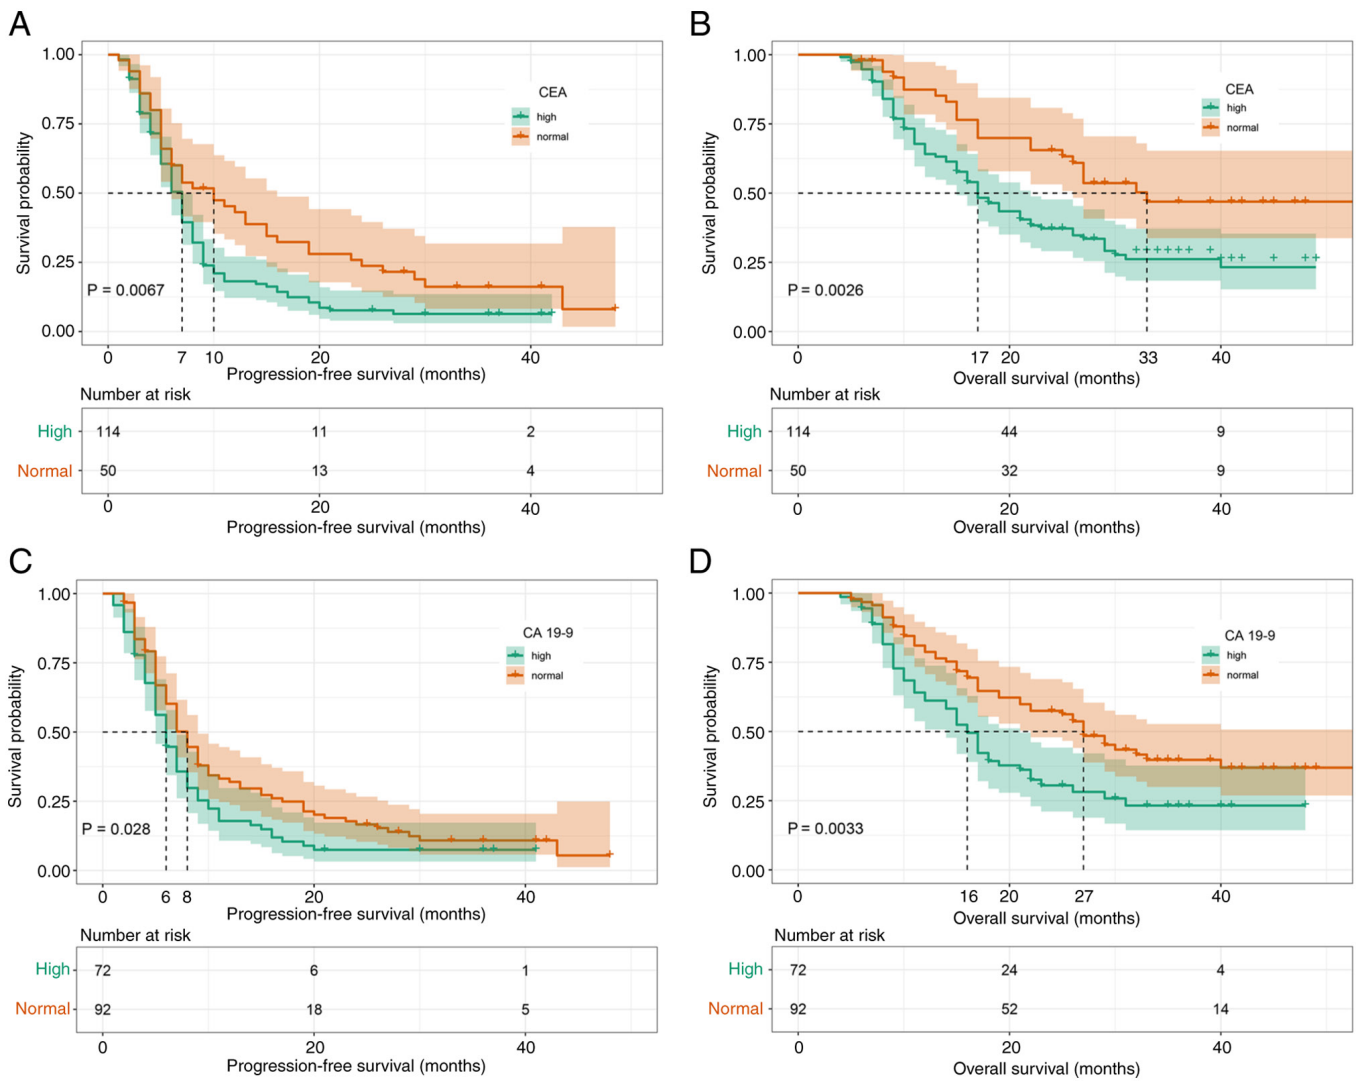 A
1.00
0.75
0.50
0.25
0.00
Survival probability
CEA
high
normal
P = 0.0067
0 7 10 20 40
Progression-free survival (months)
Number at risk
High 114 11 2
Normal 50 13 4
0 20 40
Progression-free survival (months)
B
1.00
0.75
0.50
0.25
0.00
Survival probability
CEA
high
normal
P = 0.0026
0 17 20 33 40
Overall survival (months)
Number at risk
High 114 44 9
Normal 50 32 9
0 20 40
Overall survival (months)
C
1.00
0.75
0.50
0.25
0.00
Survival probability
CA 19-9
high
normal
P = 0.028
0 6 8 20 40
Progression-free survival (months)
Number at risk
High 72 6 1
Normal 92 18 5
0 20 40
Progression-free survival (months)
D
1.00
0.75
0.50
0.25
0.00
Survival probability
CA 19-9
high
normal
P = 0.0033
0 16 20 27 40
Overall survival (months)
Number at risk
High 72 24 4
Normal 92 52 14
0 20 40
Overall survival (months)